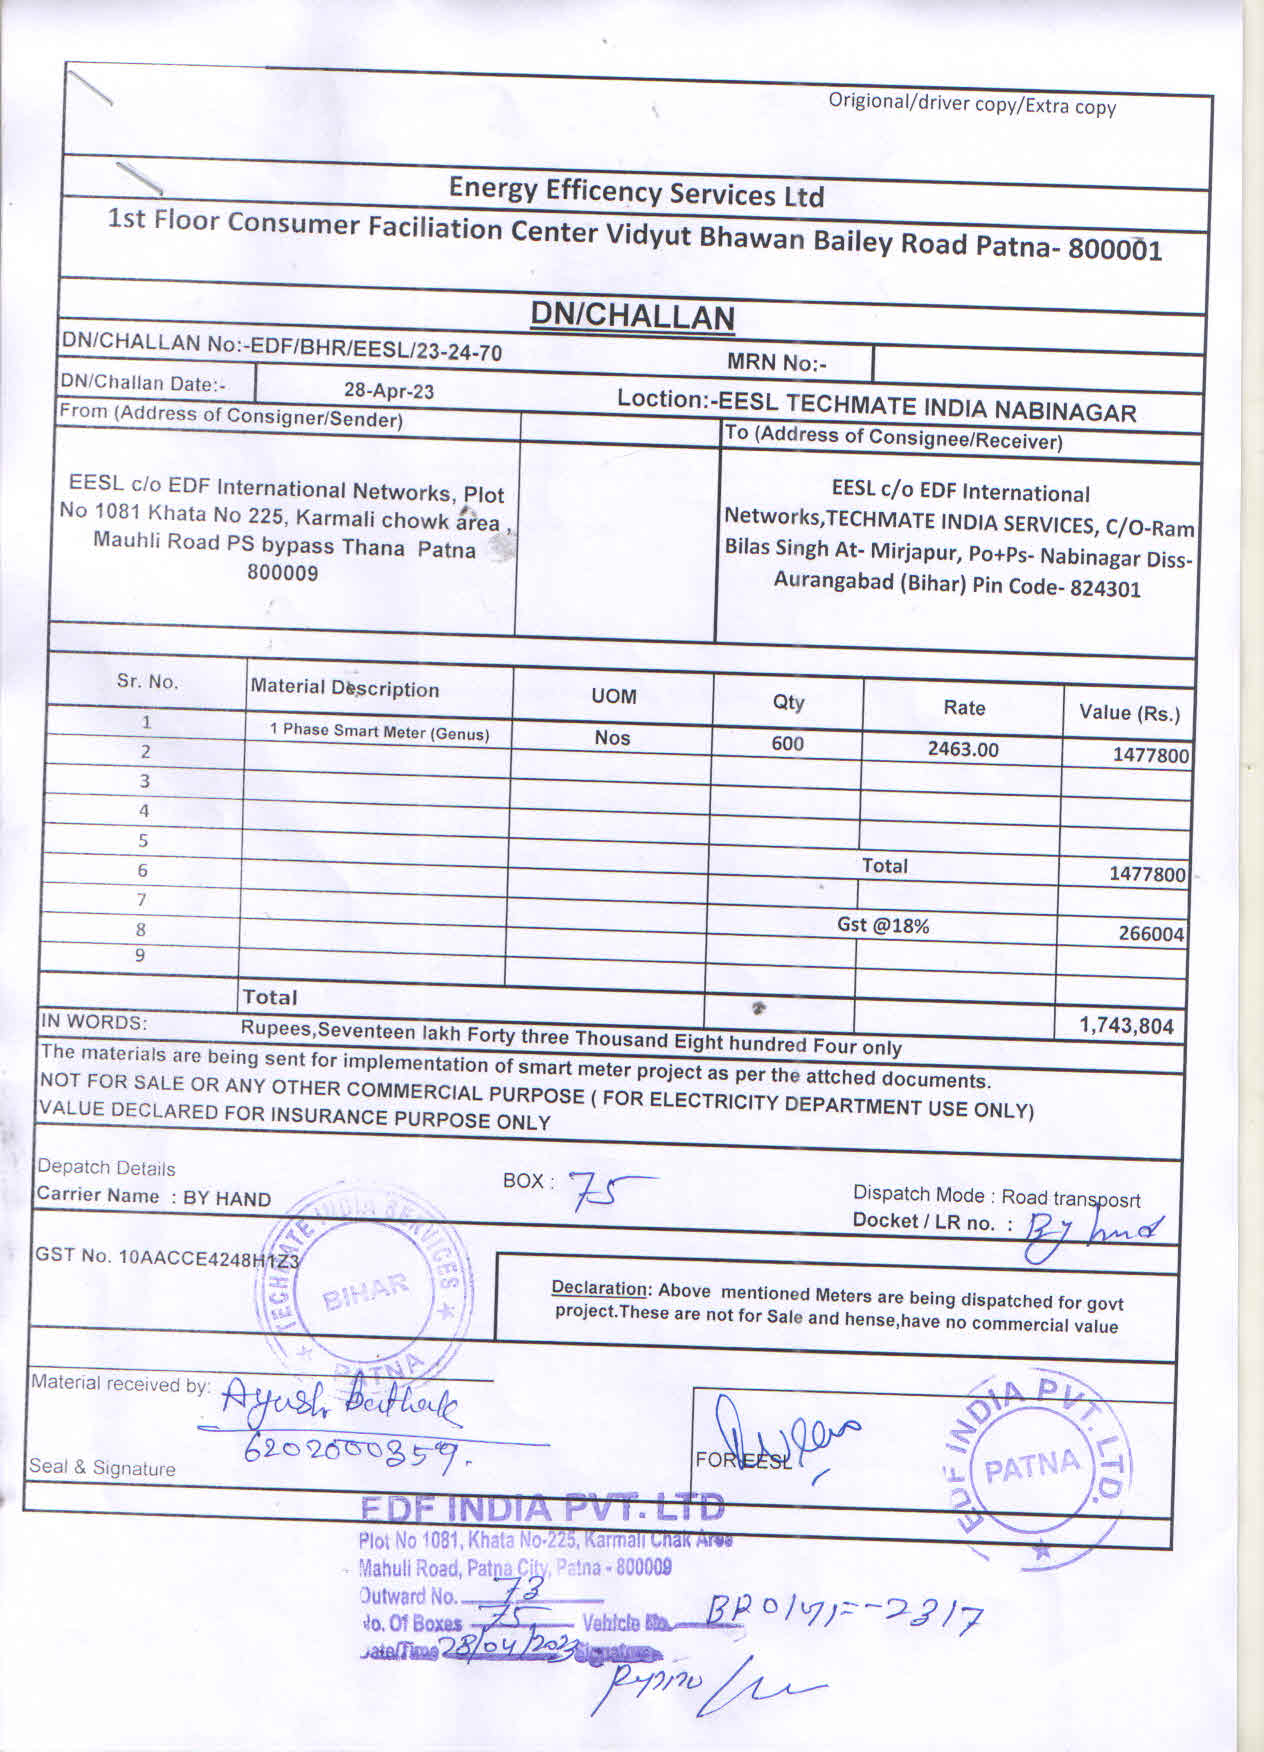 Origional/driver copy/Extra copy
Energy Efficency Services Ltd
1st Floor Consumer Faciliation Center Vidyut Bhawan Bailey Road Patna- 800001
DN/CHALLAN
DN/CHALLAN No:-EDF/BHR/EESL/23-24-70 MRN No:-
DN/Challan Date:- 28-Apr-23 Loction:-EESL TECHMATE INDIA NABINAGAR
From (Address of Consigner/Sender) To (Address of Consignee/Receiver)
EESL c/o EDF International Networks, Plot
No 1081 Khata No 225, Karmali chowk area ,
Mauhli Road PS bypass Thana Patna
800009
EESL c/o EDF International
Networks,TECHMATE INDIA SERVICES, C/O-Ram
Bilas Singh At- Mirjapur, Po+Ps- Nabinagar Diss-
Aurangabad (Bihar) Pin Code- 824301
Sr. No. Material Description UOM Qty Rate Value (Rs.)
1 1 Phase Smart Meter (Genus) Nos 600 2463.00 1477800
2
3
4
5
6 Total 1477800
7
8 Gst @18% 266004
9
Total 1,743,804
IN WORDS: Rupees,Seventeen lakh Forty three Thousand Eight hundred Four only
The materials are being sent for implementation of smart meter project as per the attched documents.
NOT FOR SALE OR ANY OTHER COMMERCIAL PURPOSE ( FOR ELECTRICITY DEPARTMENT USE ONLY)
VALUE DECLARED FOR INSURANCE PURPOSE ONLY
Depatch Details BOX : 75
Carrier Name : BY HAND Dispatch Mode : Road transposrt
Docket / LR no. : By hand
GST No. 10AACCE4248H1Z3
TECHMATE INDIA SERVICES
BIHAR
PATNA
Declaration: Above mentioned Meters are being dispatched for govt
project.These are not for Sale and hense,have no commercial value
Material received by: Ayush
6202000359.
Seal & Signature
FOR EESL
EDF INDIA PVT. LTD.
PATNA
EDF INDIA PVT. LTD
Plot No 1081, Khata No-225, Karmali Chak Area
Mahuli Road, Patna City, Patna - 800009
Outward No. 73
No. Of Boxes 75 Vehicle No.
Date/Time 28/04/2023 Signature